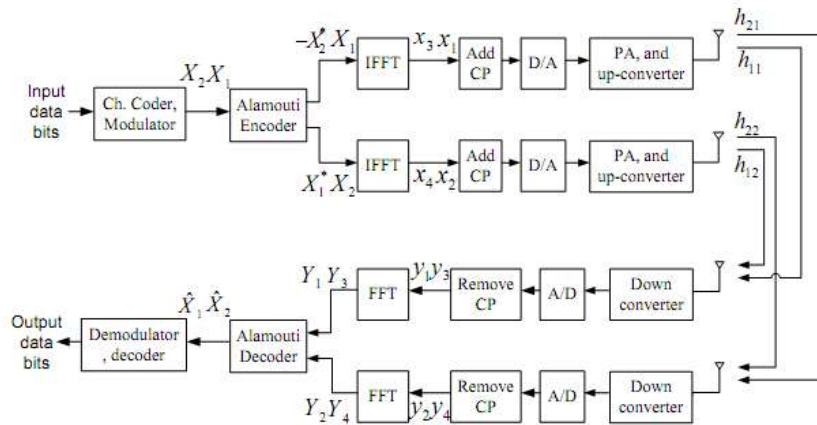 −X₂* X₁
x₃ x₁
h₂₁
X₂ X₁
IFFT
Add
CP
D/A
PA, and
up-converter
h₁₁
Input
data
bits
Ch. Coder,
Modulator
Alamouti
Encoder
h₂₂
IFFT
Add
CP
D/A
PA, and
up-converter
h₁₂
X₁* X₂
x₄ x₂
Y₁ Y₃
y₁ y₃
FFT
Remove
CP
A/D
Down
converter
X̂₁ X̂₂
Output
data
bits
Demodulator
, decoder
Alamouti
Decoder
FFT
Remove
CP
A/D
Down
converter
Y₂ Y₄
y₂ y₄